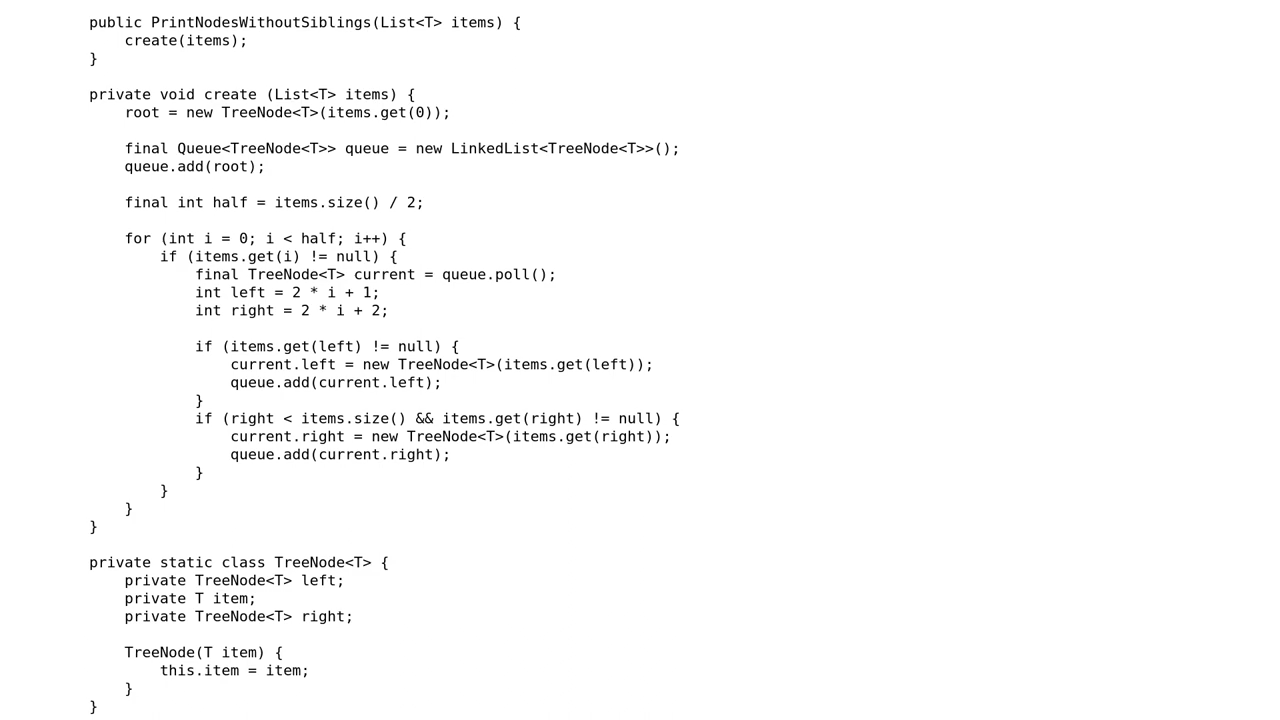 public PrintNodesWithoutSiblings(List<T> items) {
create(items);
}
private void create (List<T> items) {
root = new TreeNode<T>(items.get(0));
final Queue<TreeNode<T>> queue = new LinkedList<TreeNode<T>>();
queue.add(root);
final int half = items.size() / 2;
for (int i = 0; i < half; i++) {
if (items.get(i) != null) {
final TreeNode<T> current = queue.poll();
int left = 2 * i + 1;
int right = 2 * i + 2;
if (items.get(left) != null) {
current.left = new TreeNode<T>(items.get(left));
queue.add(current.left);
}
if (right < items.size() && items.get(right) != null) {
current.right = new TreeNode<T>(items.get(right));
queue.add(current.right);
}
}
}
}
private static class TreeNode<T> {
private TreeNode<T> left;
private T item;
private TreeNode<T> right;
TreeNode(T item) {
this.item = item;
}
}